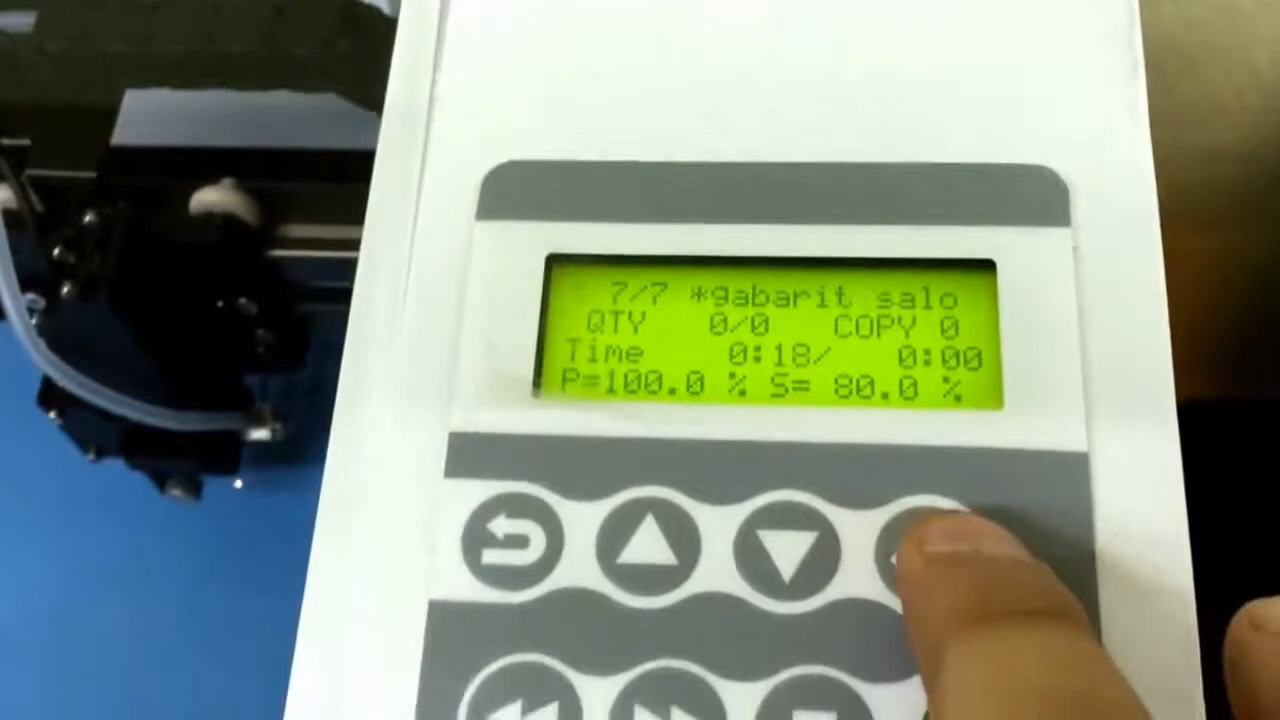 7/7 *gabarit salo
QTY 0/0 COPY 0
Time 0:18/ 0:00
P=100.0 % S= 80.0 %